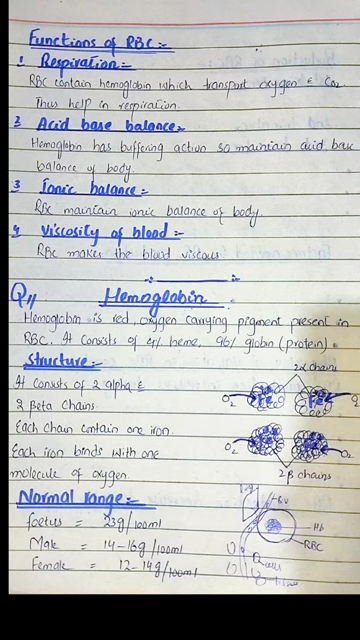 Functions of RBC:-
1 Respiration:-
RBC contain hemoglobin which transport oxygen & CO2.
Thus help in respiration.
2 Acid base balance:-
Hemoglobin has buffering action so maintain acid base
balance of body.
3 Ionic balance:-
RBC maintain ionic balance of body.
4 Viscosity of blood:-
RBC makes the blood viscous
Q11 Hemoglobin
Hemoglobin is red, oxygen carrying pigment present in
RBC. It consists of 4% heme, 96% globin (protein).
Structure:-
2α chains
It consists of 2 alpha &
2 Beta Chains.
O2 Fe Fe O
Each Chain contain one iron.
O2 Fe O2
Each iron binds with one
molecule of oxygen.
2β chains
Normal range:-
foetus = 23g/100ml
Hb
Male = 14-16g/100ml
RBC
Female = 12-14g/100ml